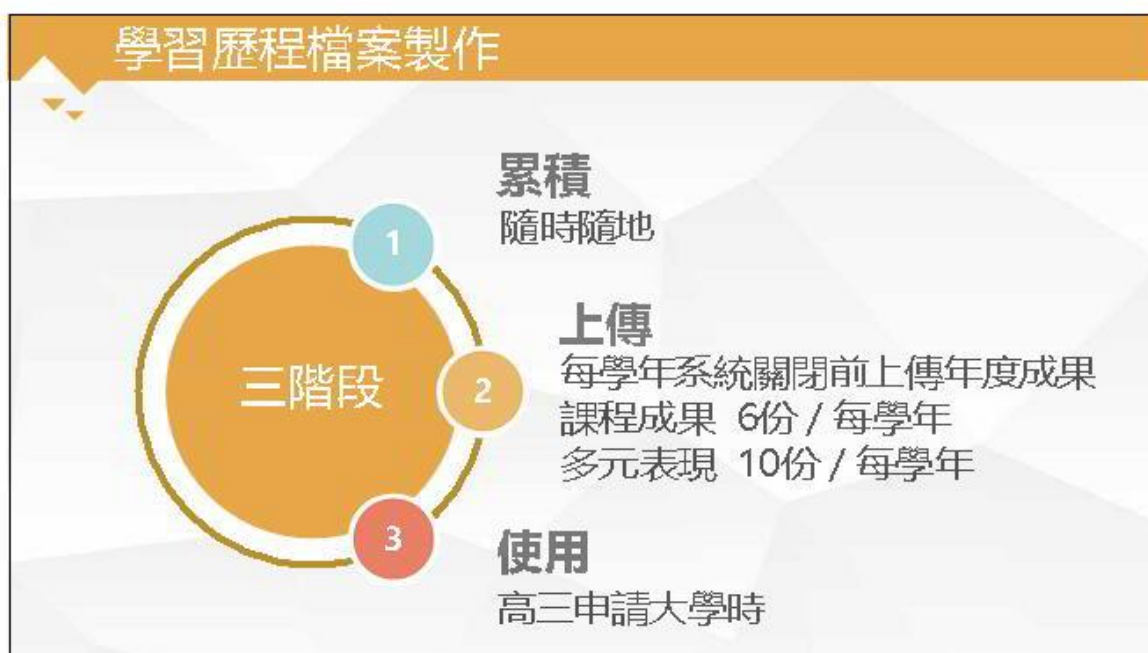 學習歷程檔案製作
累積
隨時隨地
1
上傳
每學年系統關閉前上傳年度成果
課程成果 6份 / 每學年
多元表現 10份 / 每學年
三階段
2
使用
高三申請大學時
3